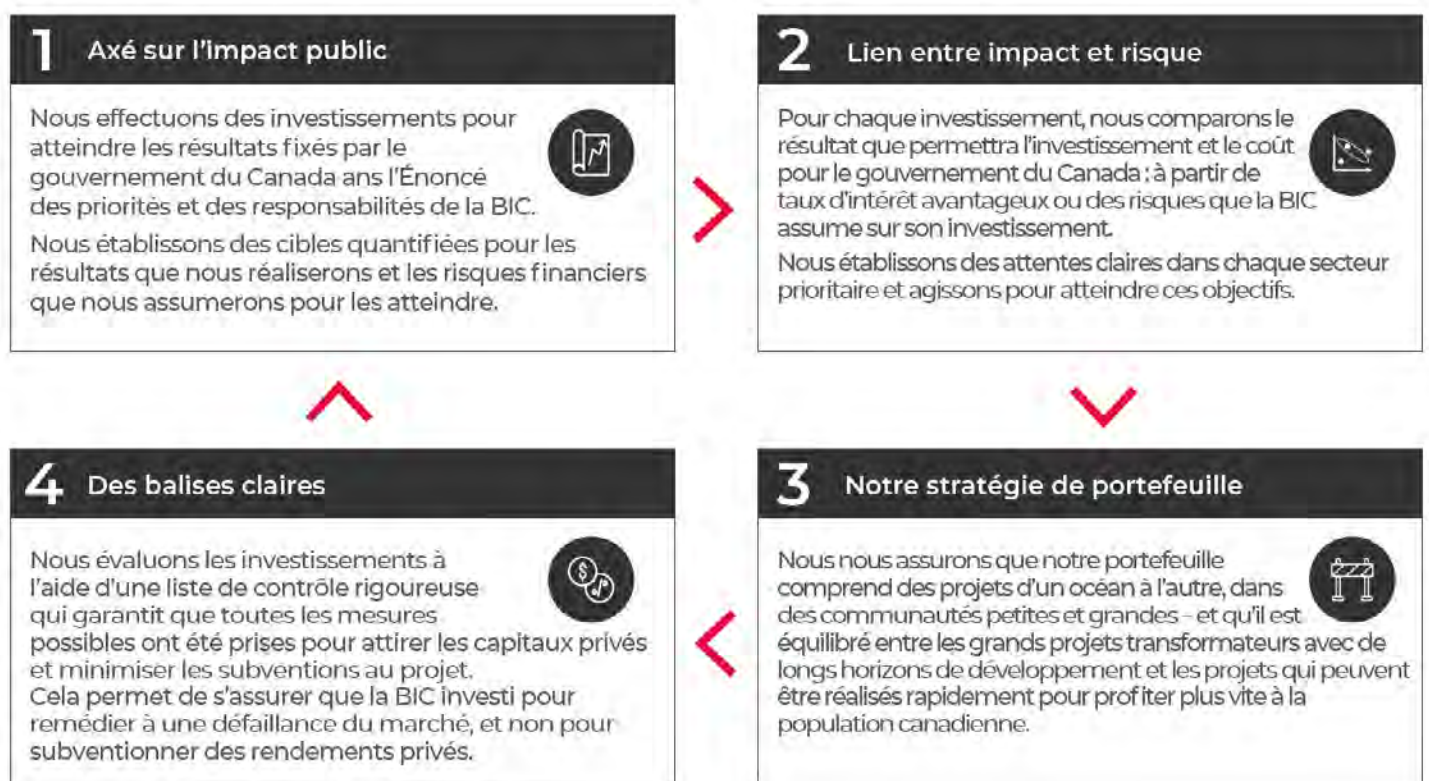 1 Axé sur l'impact public
Nous effectuons des investissements pour
atteindre les résultats fixés par le
gouvernement du Canada ans l'Énoncé
des priorités et des responsabilités de la BIC.
Nous établissons des cibles quantifiées pour les
résultats que nous réaliserons et les risques financiers
que nous assumerons pour les atteindre.
2 Lien entre impact et risque
Pour chaque investissement, nous comparons le
résultat que permettra l'investissement et le coût
pour le gouvernement du Canada : à partir de
taux d'intérêt avantageux ou des risques que la BIC
assume sur son investissement.
Nous établissons des attentes claires dans chaque secteur
prioritaire et agissons pour atteindre ces objectifs.
3 Notre stratégie de portefeuille
Nous nous assurons que notre portefeuille
comprend des projets d'un océan à l'autre, dans
des communautés petites et grandes – et qu'il est
équilibré entre les grands projets transformateurs avec de
longs horizons de développement et les projets qui peuvent
être réalisés rapidement pour profiter plus vite à la
population canadienne.
4 Des balises claires
Nous évaluons les investissements à
l'aide d'une liste de contrôle rigoureuse
qui garantit que toutes les mesures
possibles ont été prises pour attirer les capitaux privés
et minimiser les subventions au projet.
Cela permet de s'assurer que la BIC investi pour
remédier à une défaillance du marché, et non pour
subventionner des rendements privés.